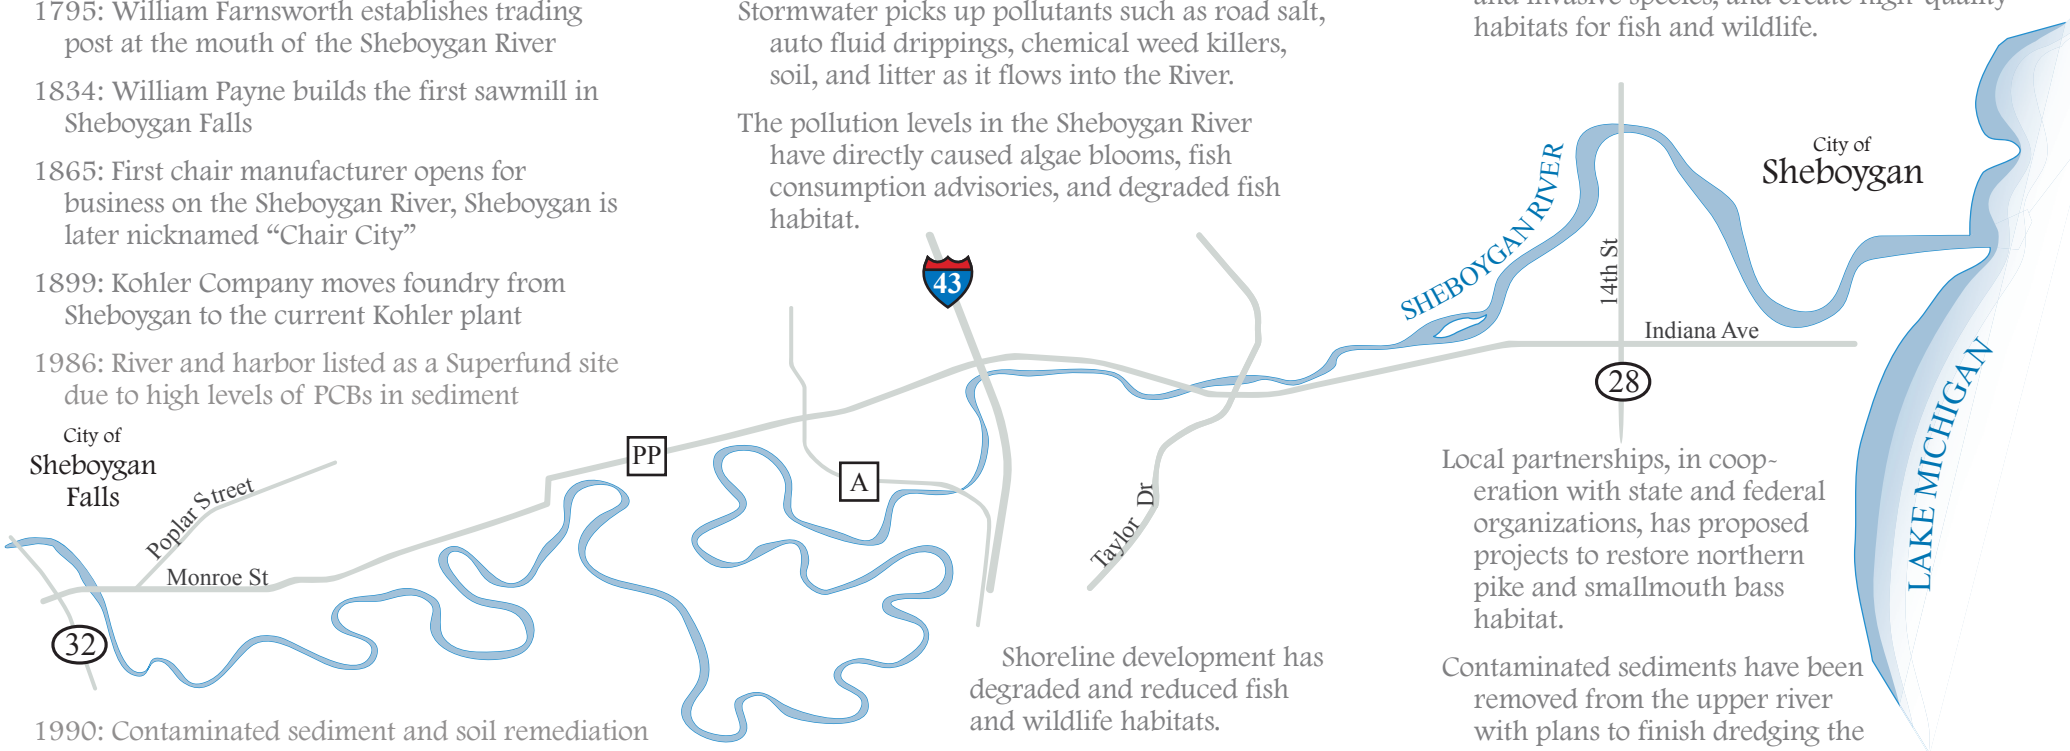 1795: William Farnsworth establishes trading
post at the mouth of the Sheboygan River
1834: William Payne builds the first sawmill in
Sheboygan Falls
1865: First chair manufacturer opens for
business on the Sheboygan River, Sheboygan is
later nicknamed “Chair City”
1899: Kohler Company moves foundry from
Sheboygan to the current Kohler plant
1986: River and harbor listed as a Superfund site
due to high levels of PCBs in sediment
City of
Sheboygan
Falls
Poplar Street
Monroe St
32
1990: Contaminated sediment and soil remediation
Stormwater picks up pollutants such as road salt,
auto fluid drippings, chemical weed killers,
soil, and litter as it flows into the River.
The pollution levels in the Sheboygan River
have directly caused algae blooms, fish
consumption advisories, and degraded fish
habitat.
43
PP
A
Taylor Dr
Shoreline development has
degraded and reduced fish
and wildlife habitats.
and invasive species, and create high-quality
habitats for fish and wildlife.
SHEBOYGAN RIVER
14th St
City of
Sheboygan
Indiana Ave
28
LAKE MICHIGAN
Local partnerships, in coop-
eration with state and federal
organizations, has proposed
projects to restore northern
pike and smallmouth bass
habitat.
Contaminated sediments have been
removed from the upper river
with plans to finish dredging the